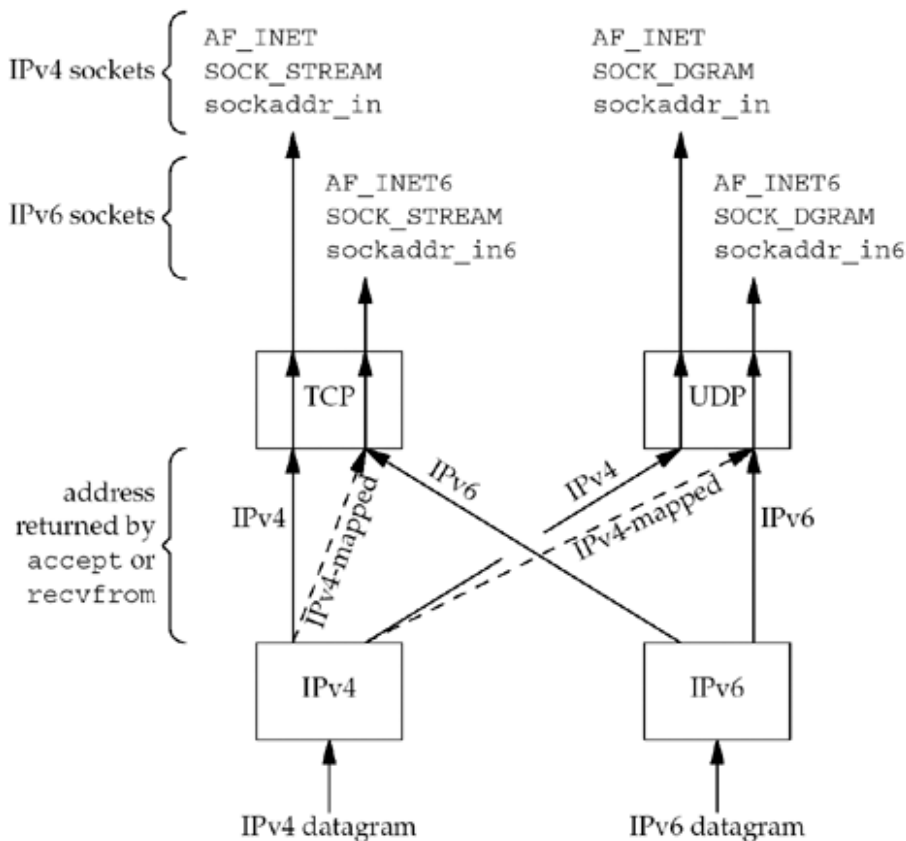 AF_INET
SOCK_STREAM
sockaddr_in
IPv4 sockets
AF_INET
SOCK_DGRAM
sockaddr_in
AF_INET6
SOCK_STREAM
sockaddr_in6
IPv6 sockets
AF_INET6
SOCK_DGRAM
sockaddr_in6
TCP
UDP
address
returned by
accept or
recvfrom
IPv4
IPv4-mapped
IPv6
IPv4
IPv4-mapped
IPv6
IPv4
IPv6
IPv4 datagram
IPv6 datagram